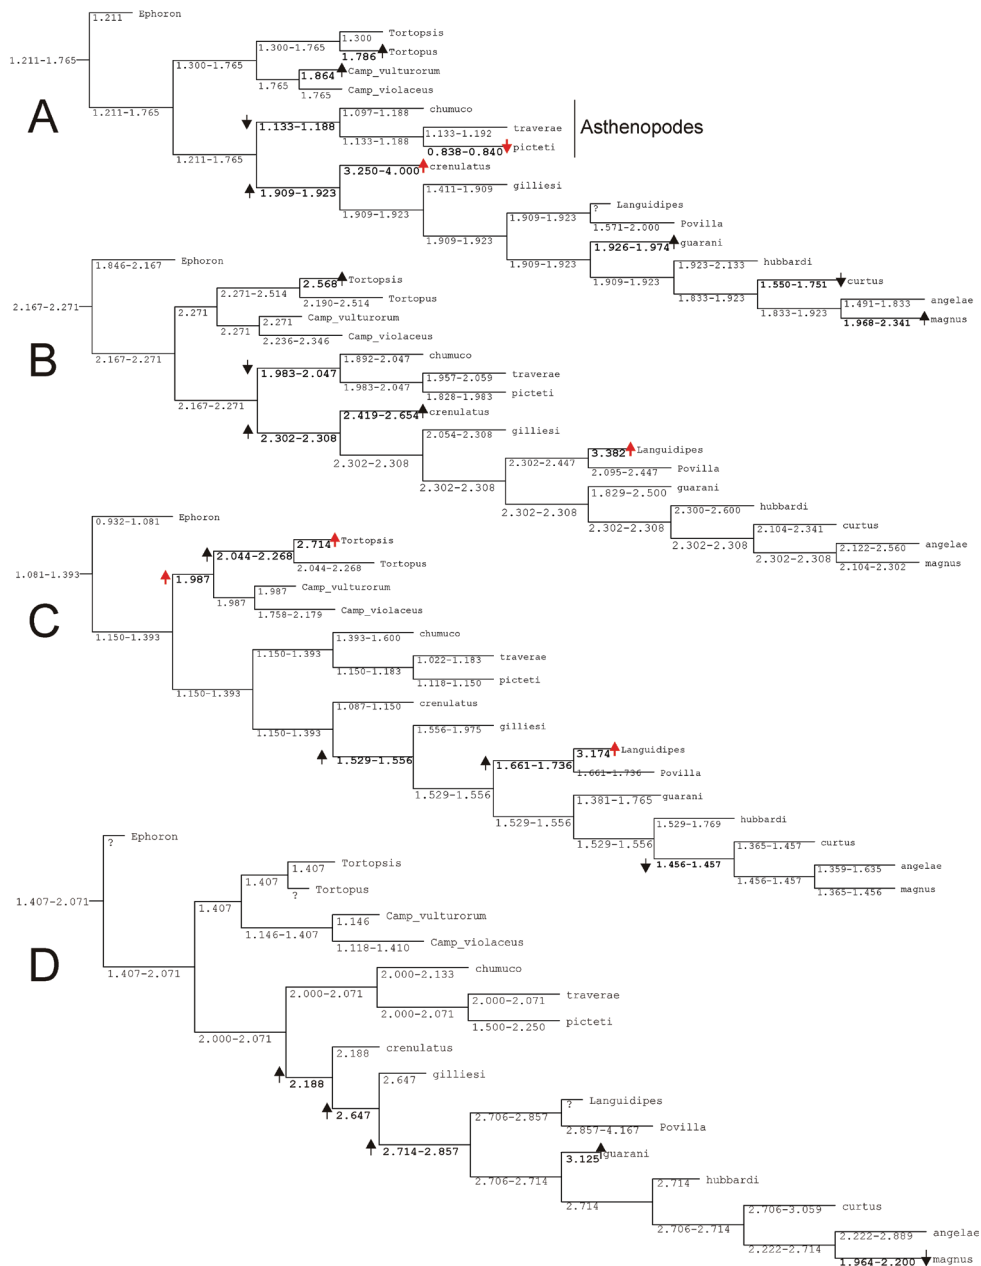 1.211
Ephoron
1.300
Tortopsis
1.300-1.765
1.786
Tortopus
1.211-1.765
1.300-1.765
1.864
Camp_vulturorum
1.765
1.765
Camp_violaceus
A
1.211-1.765
1.097-1.188
chumuco
1.133-1.188
1.133-1.192
traverae
Asthenopodes
1.133-1.188
0.838-0.840
picteti
1.211-1.765
3.250-4.000
crenulatus
1.909-1.923
1.411-1.909
gilliesi
1.909-1.923
?
Languidipes
1.909-1.923
1.571-2.000
Povilla
1.909-1.923
1.926-1.974
guarani
1.909-1.923
1.923-2.133
hubbardi
1.909-1.923
1.550-1.751
curtus
1.833-1.923
1.491-1.833
angelae
1.833-1.923
1.968-2.341
magnus
1.846-2.167
Ephoron
2.568
Tortopsis
2.271-2.514
2.190-2.514
Tortopus
2.167-2.271
2.271
2.271
Camp_vulturorum
2.271
2.236-2.346
Camp_violaceus
B
2.167-2.271
1.892-2.047
chumuco
1.983-2.047
1.957-2.059
traverae
1.983-2.047
1.828-1.983
picteti
2.167-2.271
2.419-2.654
crenulatus
2.302-2.308
2.054-2.308
gilliesi
2.302-2.308
3.382
Languidipes
2.302-2.447
2.095-2.447
Povilla
2.302-2.308
1.829-2.500
guarani
2.302-2.308
2.300-2.600
hubbardi
2.302-2.308
2.104-2.341
curtus
2.302-2.308
2.122-2.560
angelae
2.302-2.308
2.104-2.302
magnus
0.932-1.081
Ephoron
2.714
Tortopsis
2.044-2.268
2.044-2.268
Tortopus
1.081-1.393
1.987
1.987
Camp_vulturorum
1.987
1.758-2.179
Camp_violaceus
C
1.150-1.393
1.393-1.600
chumuco
1.150-1.393
1.022-1.183
traverae
1.150-1.183
1.118-1.150
picteti
1.150-1.393
1.087-1.150
crenulatus
1.150-1.393
1.556-1.975
gilliesi
1.529-1.556
3.174
Languidipes
1.661-1.736
1.661-1.736
Povilla
1.529-1.556
1.381-1.765
guarani
1.529-1.556
1.529-1.769
hubbardi
1.529-1.556
1.365-1.457
curtus
1.456-1.457
1.359-1.635
angelae
1.456-1.457
1.365-1.456
magnus
?
Ephoron
1.407
Tortopsis
1.407
?
Tortopus
1.407-2.071
1.407
1.146
Camp_vulturorum
1.146-1.407
1.118-1.410
Camp_violaceus
D
1.407-2.071
2.000-2.133
chumuco
2.000-2.071
2.000-2.071
traverae
2.000-2.071
1.500-2.250
picteti
2.000-2.071
2.188
crenulatus
2.188
2.647
gilliesi
2.647
?
Languidipes
2.706-2.857
2.857-4.167
Povilla
2.714-2.857
3.125
guarani
2.706-2.714
2.714
hubbardi
2.714
2.706-3.059
curtus
2.706-2.714
2.222-2.889
angelae
2.222-2.714
1.964-2.200
magnus